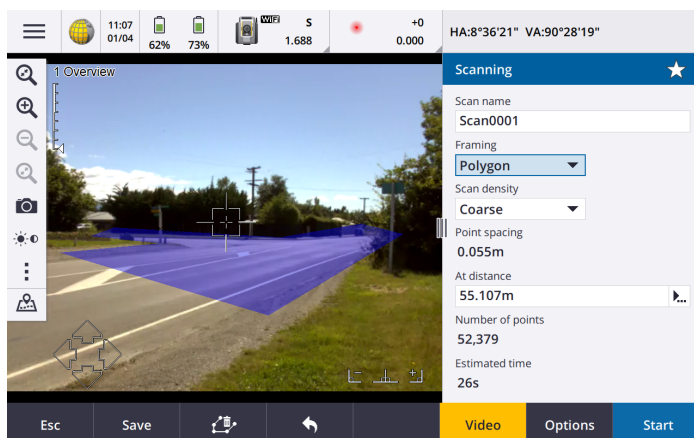 11:07
01/04
62%
73%
WiFi
S
1.688
+0
0.000
HA:8°36'21" VA:90°28'19"
1 Overview
Scanning
Scan name
Scan0001
Framing
Polygon
Scan density
Coarse
Point spacing
0.055m
At distance
55.107m
Number of points
52,379
Estimated time
26s
Esc
Save
Video
Options
Start